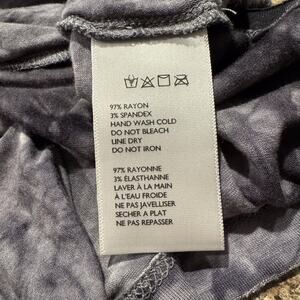 97% RAYON
3% SPANDEX
HAND WASH COLD
DO NOT BLEACH
LINE DRY
DO NOT IRON
97% RAYONNE
3% ÉLASTHANNE
LAVER À LA MAIN
À L'EAU FROIDE
NE PAS JAVELLISER
SECHER A PLAT
NE PAS REPASSER